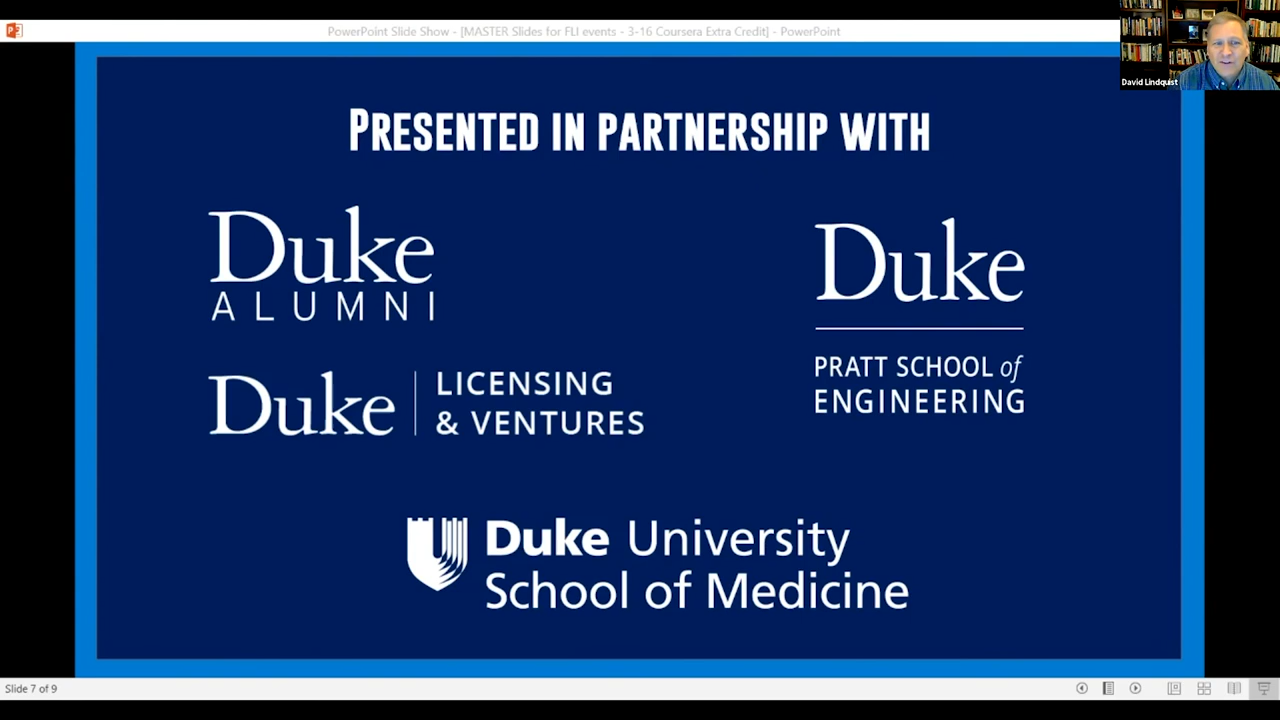 PowerPoint Slide Show - [MASTER Slides for FLI events - 3-16 Coursera Extra Credit] - PowerPoint
David Lindquist
PRESENTED IN PARTNERSHIP WITH
Duke
ALUMNI
Duke
LICENSING
& VENTURES
Duke
PRATT SCHOOL of
ENGINEERING
Duke University
School of Medicine
Slide 7 of 9